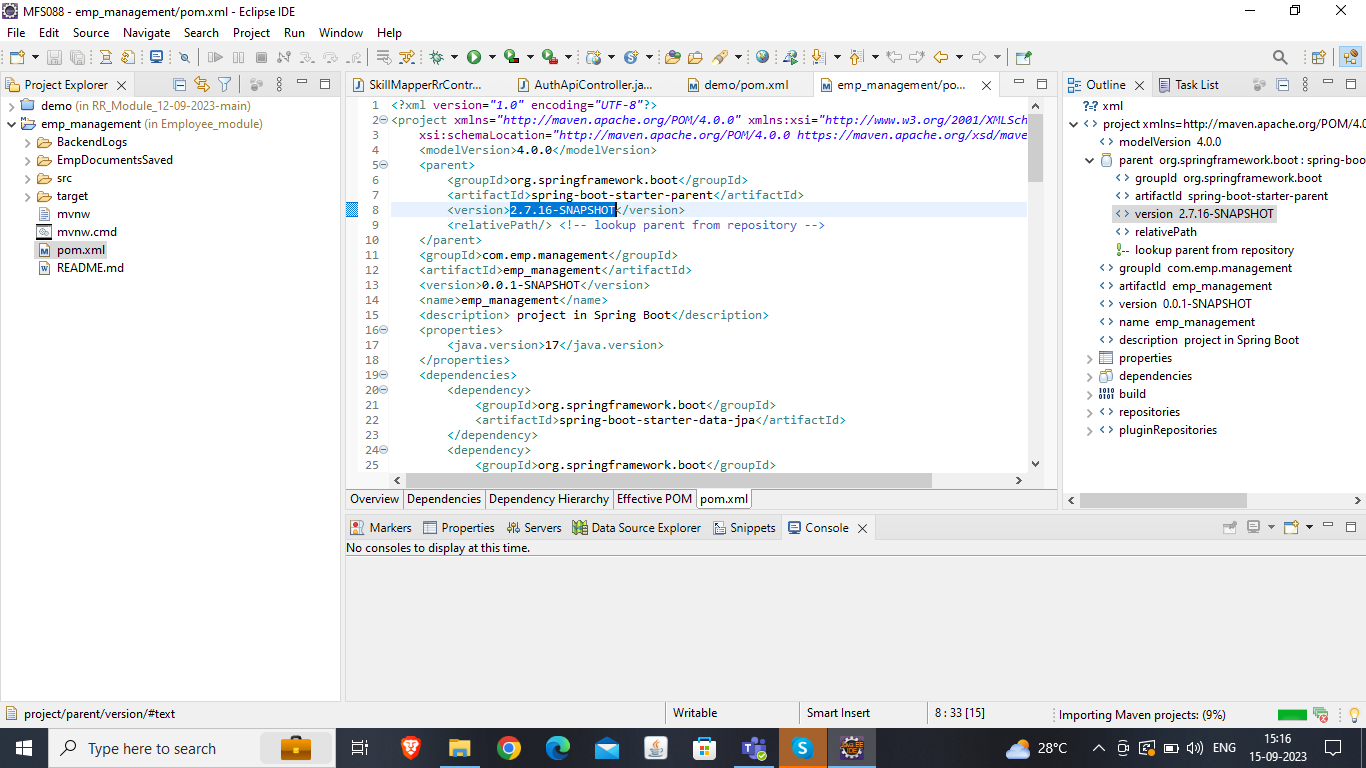 MFS088 - emp_management/pom.xml - Eclipse IDE
File Edit Source Navigate Search Project Run Window Help
Project Explorer
demo (in RR_Module_12-09-2023-main)
emp_management (in Employee_module)
BackendLogs
EmpDocumentsSaved
src
target
mvnw
mvnw.cmd
pom.xml
README.md
SkillMapperRrContr...
AuthApiController.ja...
demo/pom.xml
emp_management/po...
1 <?xml version="1.0" encoding="UTF-8"?>
2 <project xmlns="http://maven.apache.org/POM/4.0.0" xmlns:xsi="http://www.w3.org/2001/XMLSch
3 xsi:schemaLocation="http://maven.apache.org/POM/4.0.0 https://maven.apache.org/xsd/mave
4 <modelVersion>4.0.0</modelVersion>
5 <parent>
6 <groupId>org.springframework.boot</groupId>
7 <artifactId>spring-boot-starter-parent</artifactId>
8 <version>2.7.16-SNAPSHOT</version>
9 <relativePath/> <!-- lookup parent from repository -->
10 </parent>
11 <groupId>com.emp.management</groupId>
12 <artifactId>emp_management</artifactId>
13 <version>0.0.1-SNAPSHOT</version>
14 <name>emp_management</name>
15 <description> project in Spring Boot</description>
16 <properties>
17 <java.version>17</java.version>
18 </properties>
19 <dependencies>
20 <dependency>
21 <groupId>org.springframework.boot</groupId>
22 <artifactId>spring-boot-starter-data-jpa</artifactId>
23 </dependency>
24 <dependency>
25 <groupId>org.springframework.boot</groupId>
Overview Dependencies Dependency Hierarchy Effective POM pom.xml
Outline Task List
xml
project xmlns=http://maven.apache.org/POM/4.0
modelVersion 4.0.0
parent org.springframework.boot : spring-boo
groupId org.springframework.boot
artifactId spring-boot-starter-parent
version 2.7.16-SNAPSHOT
relativePath
lookup parent from repository
groupId com.emp.management
artifactId emp_management
version 0.0.1-SNAPSHOT
name emp_management
description project in Spring Boot
properties
dependencies
build
repositories
pluginRepositories
Markers Properties Servers Data Source Explorer Snippets Console
No consoles to display at this time.
project/parent/version/#text
Writable
Smart Insert
8 : 33 [15]
Importing Maven projects: (9%)
Type here to search
28°C
ENG
15:16
15-09-2023